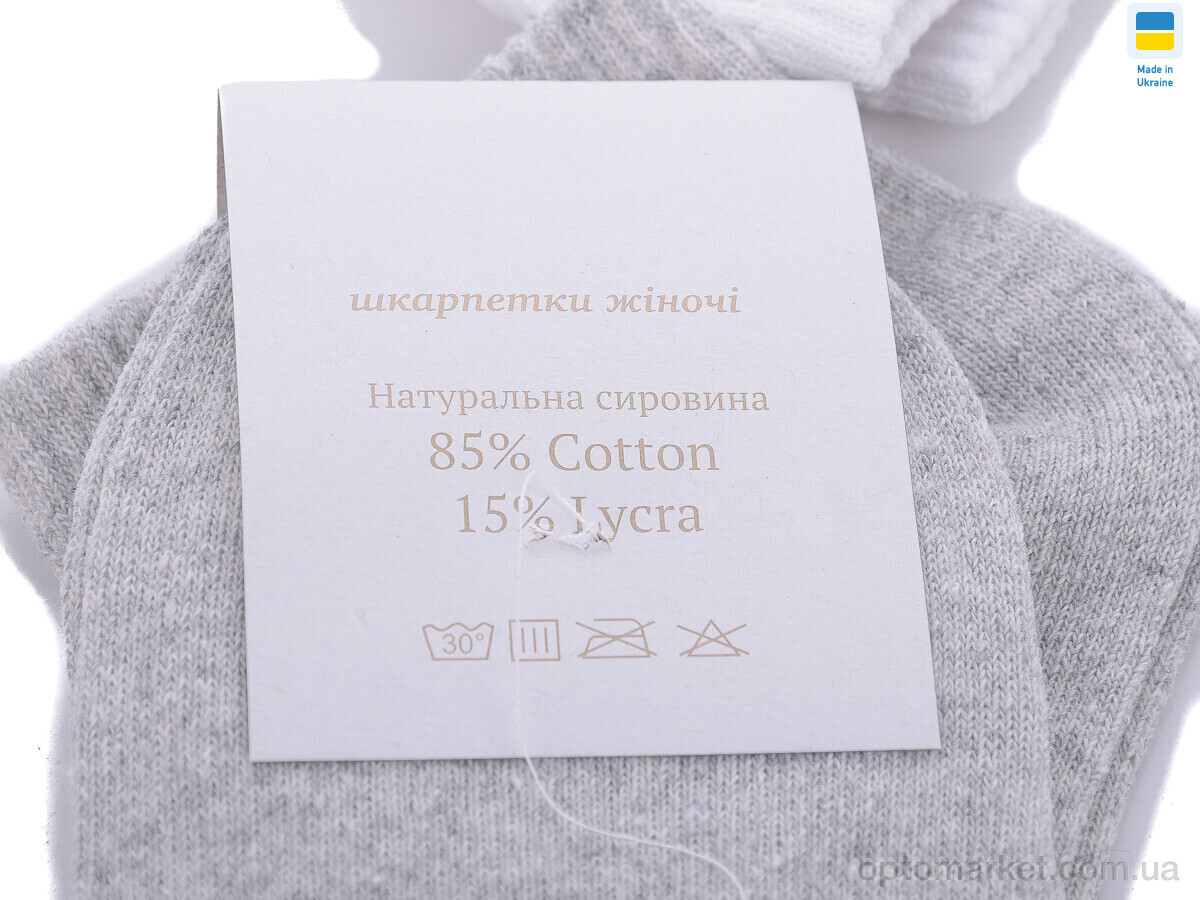 Made in
Ukraine
шкарпетки жіночі
Натуральна сировина
85% Cotton
15% Lycra
30°
optomarket.com.ua